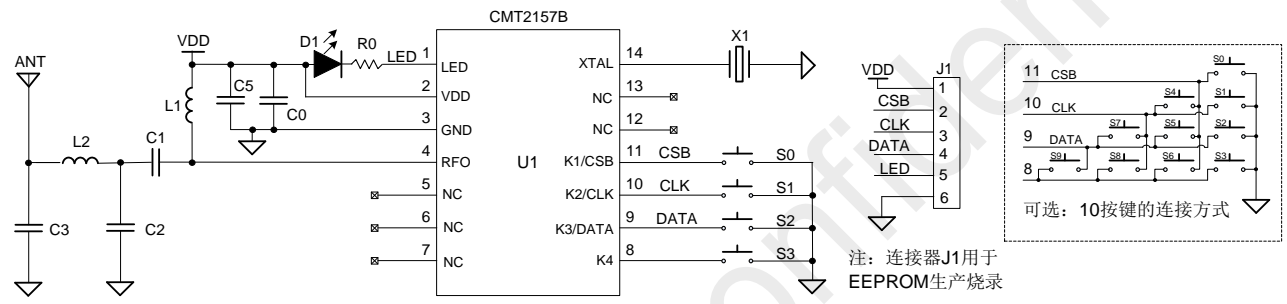 CMT2157B
ANT
VDD
D1
R0
LED
1
LED
14
XTAL
X1
L1
C5
C0
2
VDD
13
NC
3
GND
12
NC
L2
C1
4
RFO
U1
11
K1/CSB
CSB
S0
5
NC
10
K2/CLK
CLK
S1
6
NC
9
K3/DATA
DATA
S2
7
NC
8
K4
S3
C3
C2
VDD
J1
1
CSB
2
CLK
3
DATA
4
LED
5
6
注：连接器J1用于
EEPROM生产烧录
S0
11 CSB
S4
S1
10 CLK
S7
S5
S2
9 DATA
S9
S8
S6
S3
8
可选：10按键的连接方式
confiden